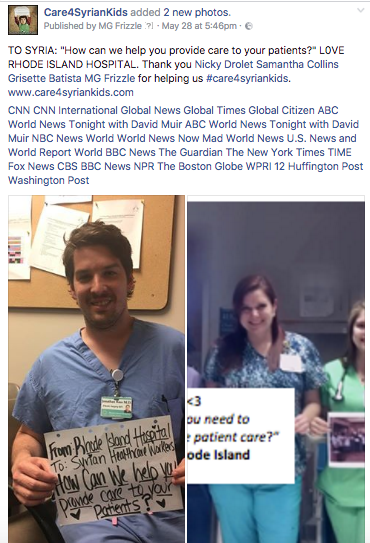 Care4SyrianKids added 2 new photos.
Published by MG Frizzle [?] · May 28 at 5:46pm ·
TO SYRIA: "How can we help you provide care to your patients?" L0VE
RHODE ISLAND HOSPITAL. Thank you Nicky Drolet Samantha Collins
Grisette Batista MG Frizzle for helping us #care4syriankids.
www.care4syriankids.com
CNN CNN International Global News Global Times Global Citizen ABC
World News Tonight with David Muir ABC World News Tonight with David
Muir NBC News World World News Now Mad World News U.S. News and
World Report World BBC News The Guardian The New York Times TIME
Fox News CBS BBC News NPR The Boston Globe WPRI 12 Huffington Post
Washington Post
From Rhode Island Hospital
To: Syrian Healthcare Workers
How Can We help you
provide care to your
Patients?
<3
ou need to
e patient care?"
ode Island